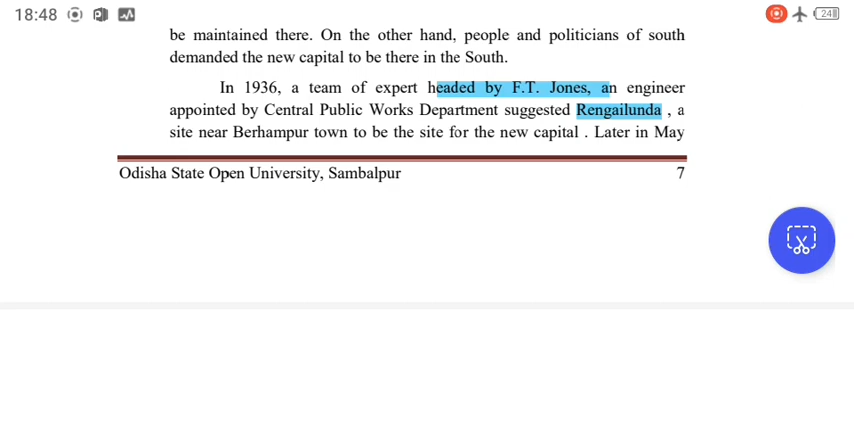 18:48
24
be maintained there. On the other hand, people and politicians of south
demanded the new capital to be there in the South.
In 1936, a team of expert headed by F.T. Jones, an engineer
appointed by Central Public Works Department suggested Rengailunda , a
site near Berhampur town to be the site for the new capital . Later in May
Odisha State Open University, Sambalpur 7